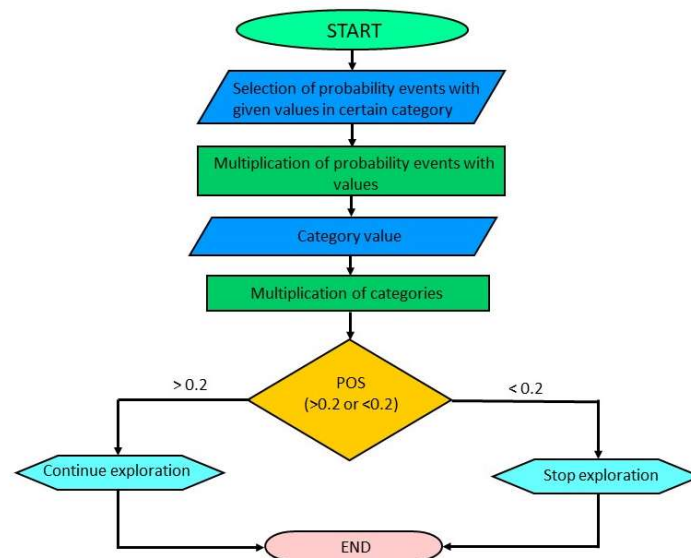 START
Selection of probability events with
given values in certain category
Multiplication of probability events with
values
Category value
Multiplication of categories
POS
(>0.2 or <0.2)
> 0.2
< 0.2
Continue exploration
Stop exploration
END